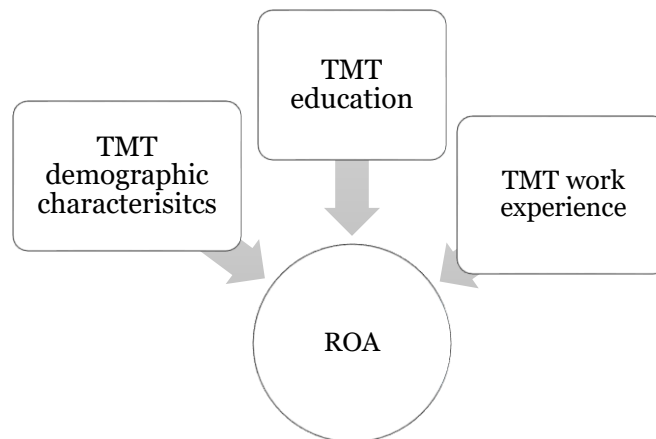 TMT
education
TMT
demographic
characterisitcs
TMT work
experience
ROA